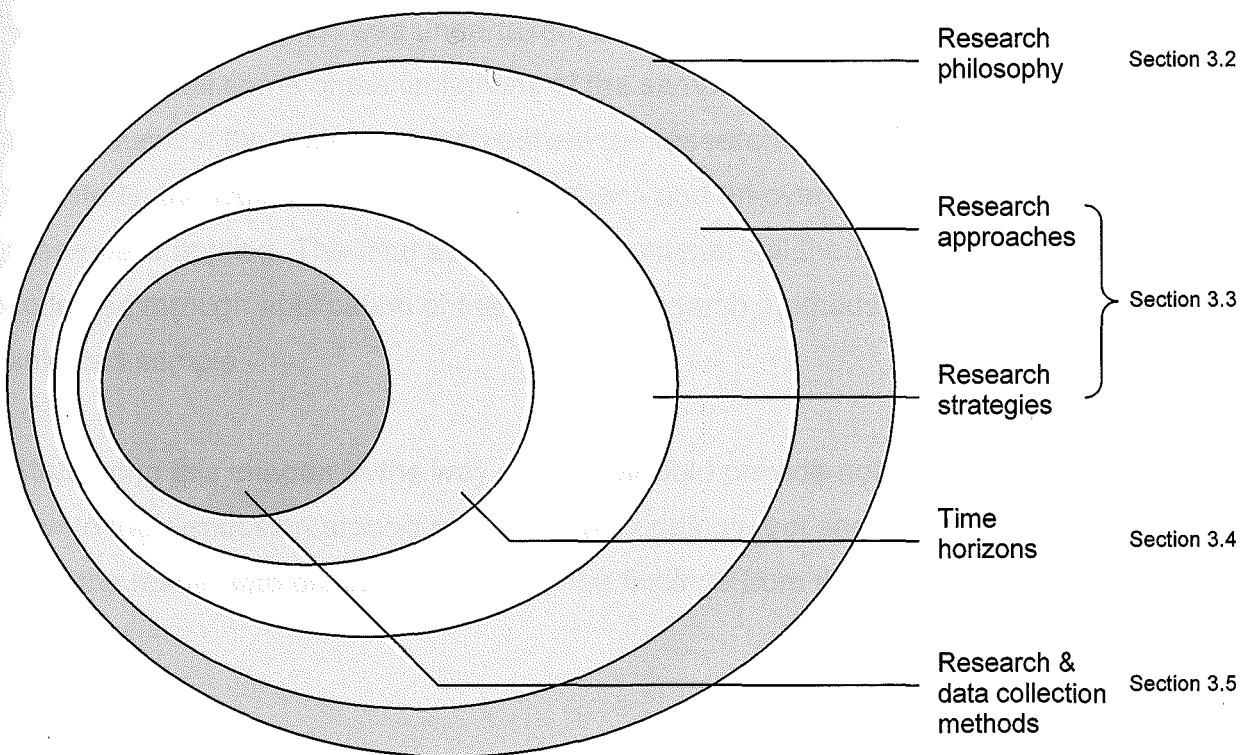 Research
philosophy
Section 3.2
Research
approaches
Section 3.3
Research
strategies
Time
horizons
Section 3.4
Research &
data collection
methods
Section 3.5